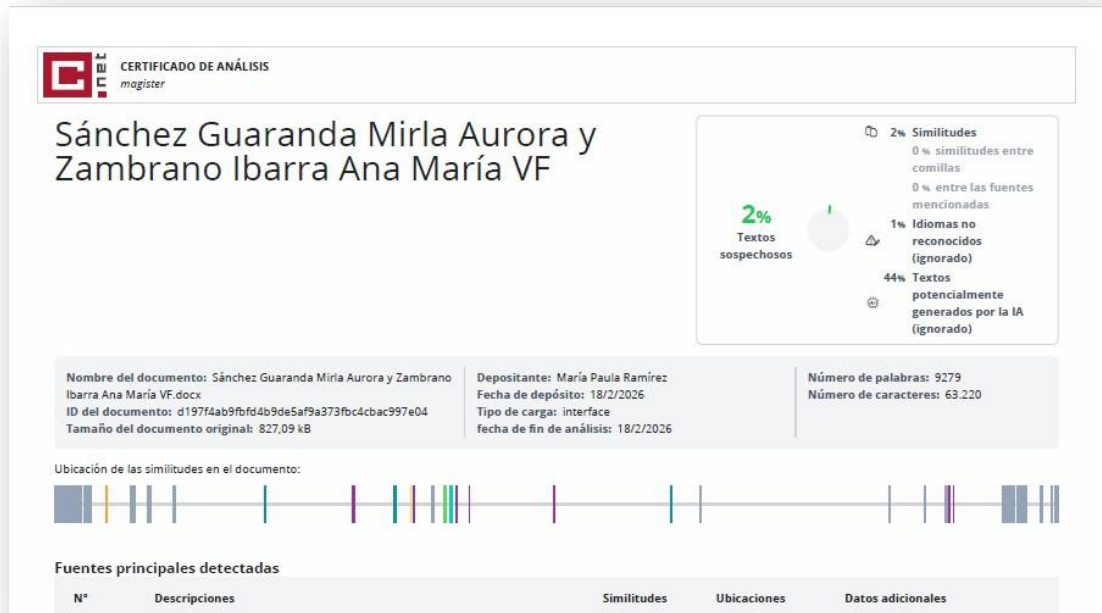 C.net
CERTIFICADO DE ANÁLISIS
magister
Sánchez Guaranda Mirla Aurora y
Zambrano Ibarra Ana María VF
2%
Textos
sospechosos
2% Similitudes
0 % similitudes entre
comillas
0 % entre las fuentes
mencionadas
1% Idiomas no
reconocidos
(ignorado)
44% Textos
potencialmente
generados por la IA
(ignorado)
Nombre del documento: Sánchez Guaranda Mirla Aurora y Zambrano
Ibarra Ana María VF.docx
ID del documento: d197f4ab9fbfd4b9de5af9a373fbc4cbac997e04
Tamaño del documento original: 827,09 kB
Depositante: María Paula Ramírez
Fecha de depósito: 18/2/2026
Tipo de carga: interface
fecha de fin de análisis: 18/2/2026
Número de palabras: 9279
Número de caracteres: 63.220
Ubicación de las similitudes en el documento:
Fuentes principales detectadas
N° Descripciones Similitudes Ubicaciones Datos adicionales